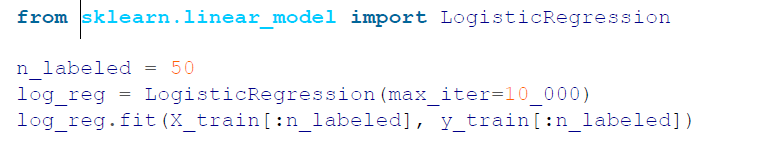 from sklearn.linear_model import LogisticRegression
n_labeled = 50
log_reg = LogisticRegression(max_iter=10_000)
log_reg.fit(X_train[:n_labeled], y_train[:n_labeled])